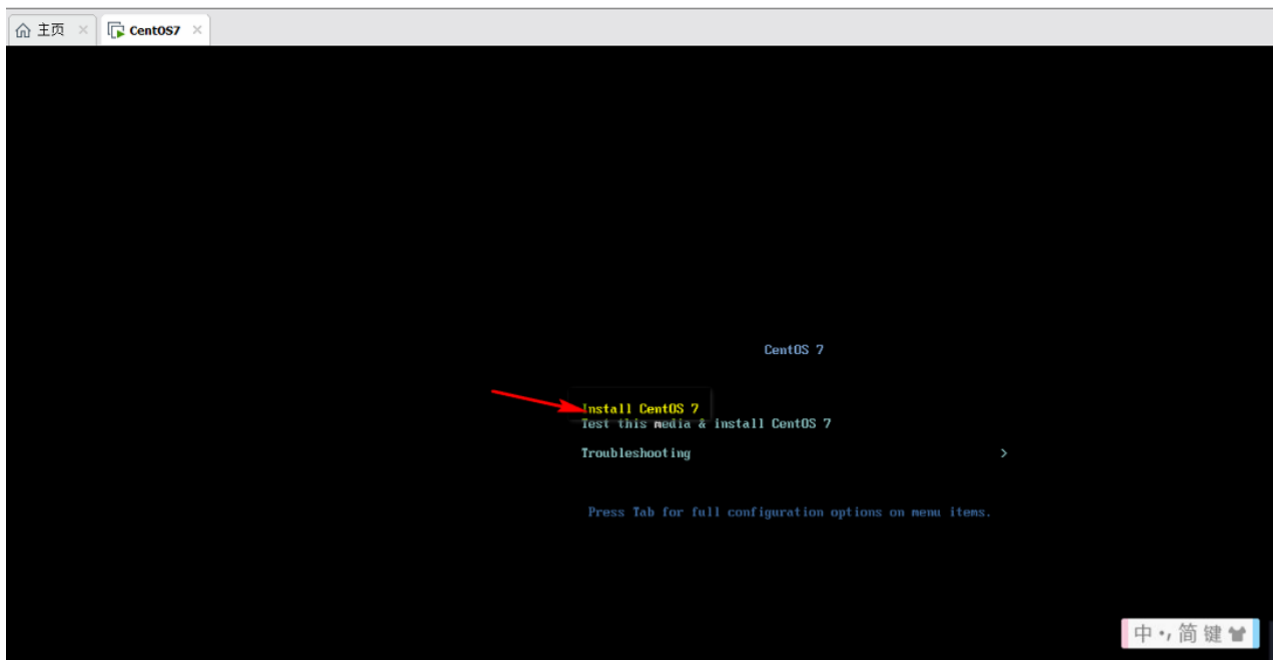 主页 × CentOS7 ×
CentOS 7
Install CentOS 7
Test this media & install CentOS 7
Troubleshooting >
Press Tab for full configuration options on menu items.
中 •, 简 键